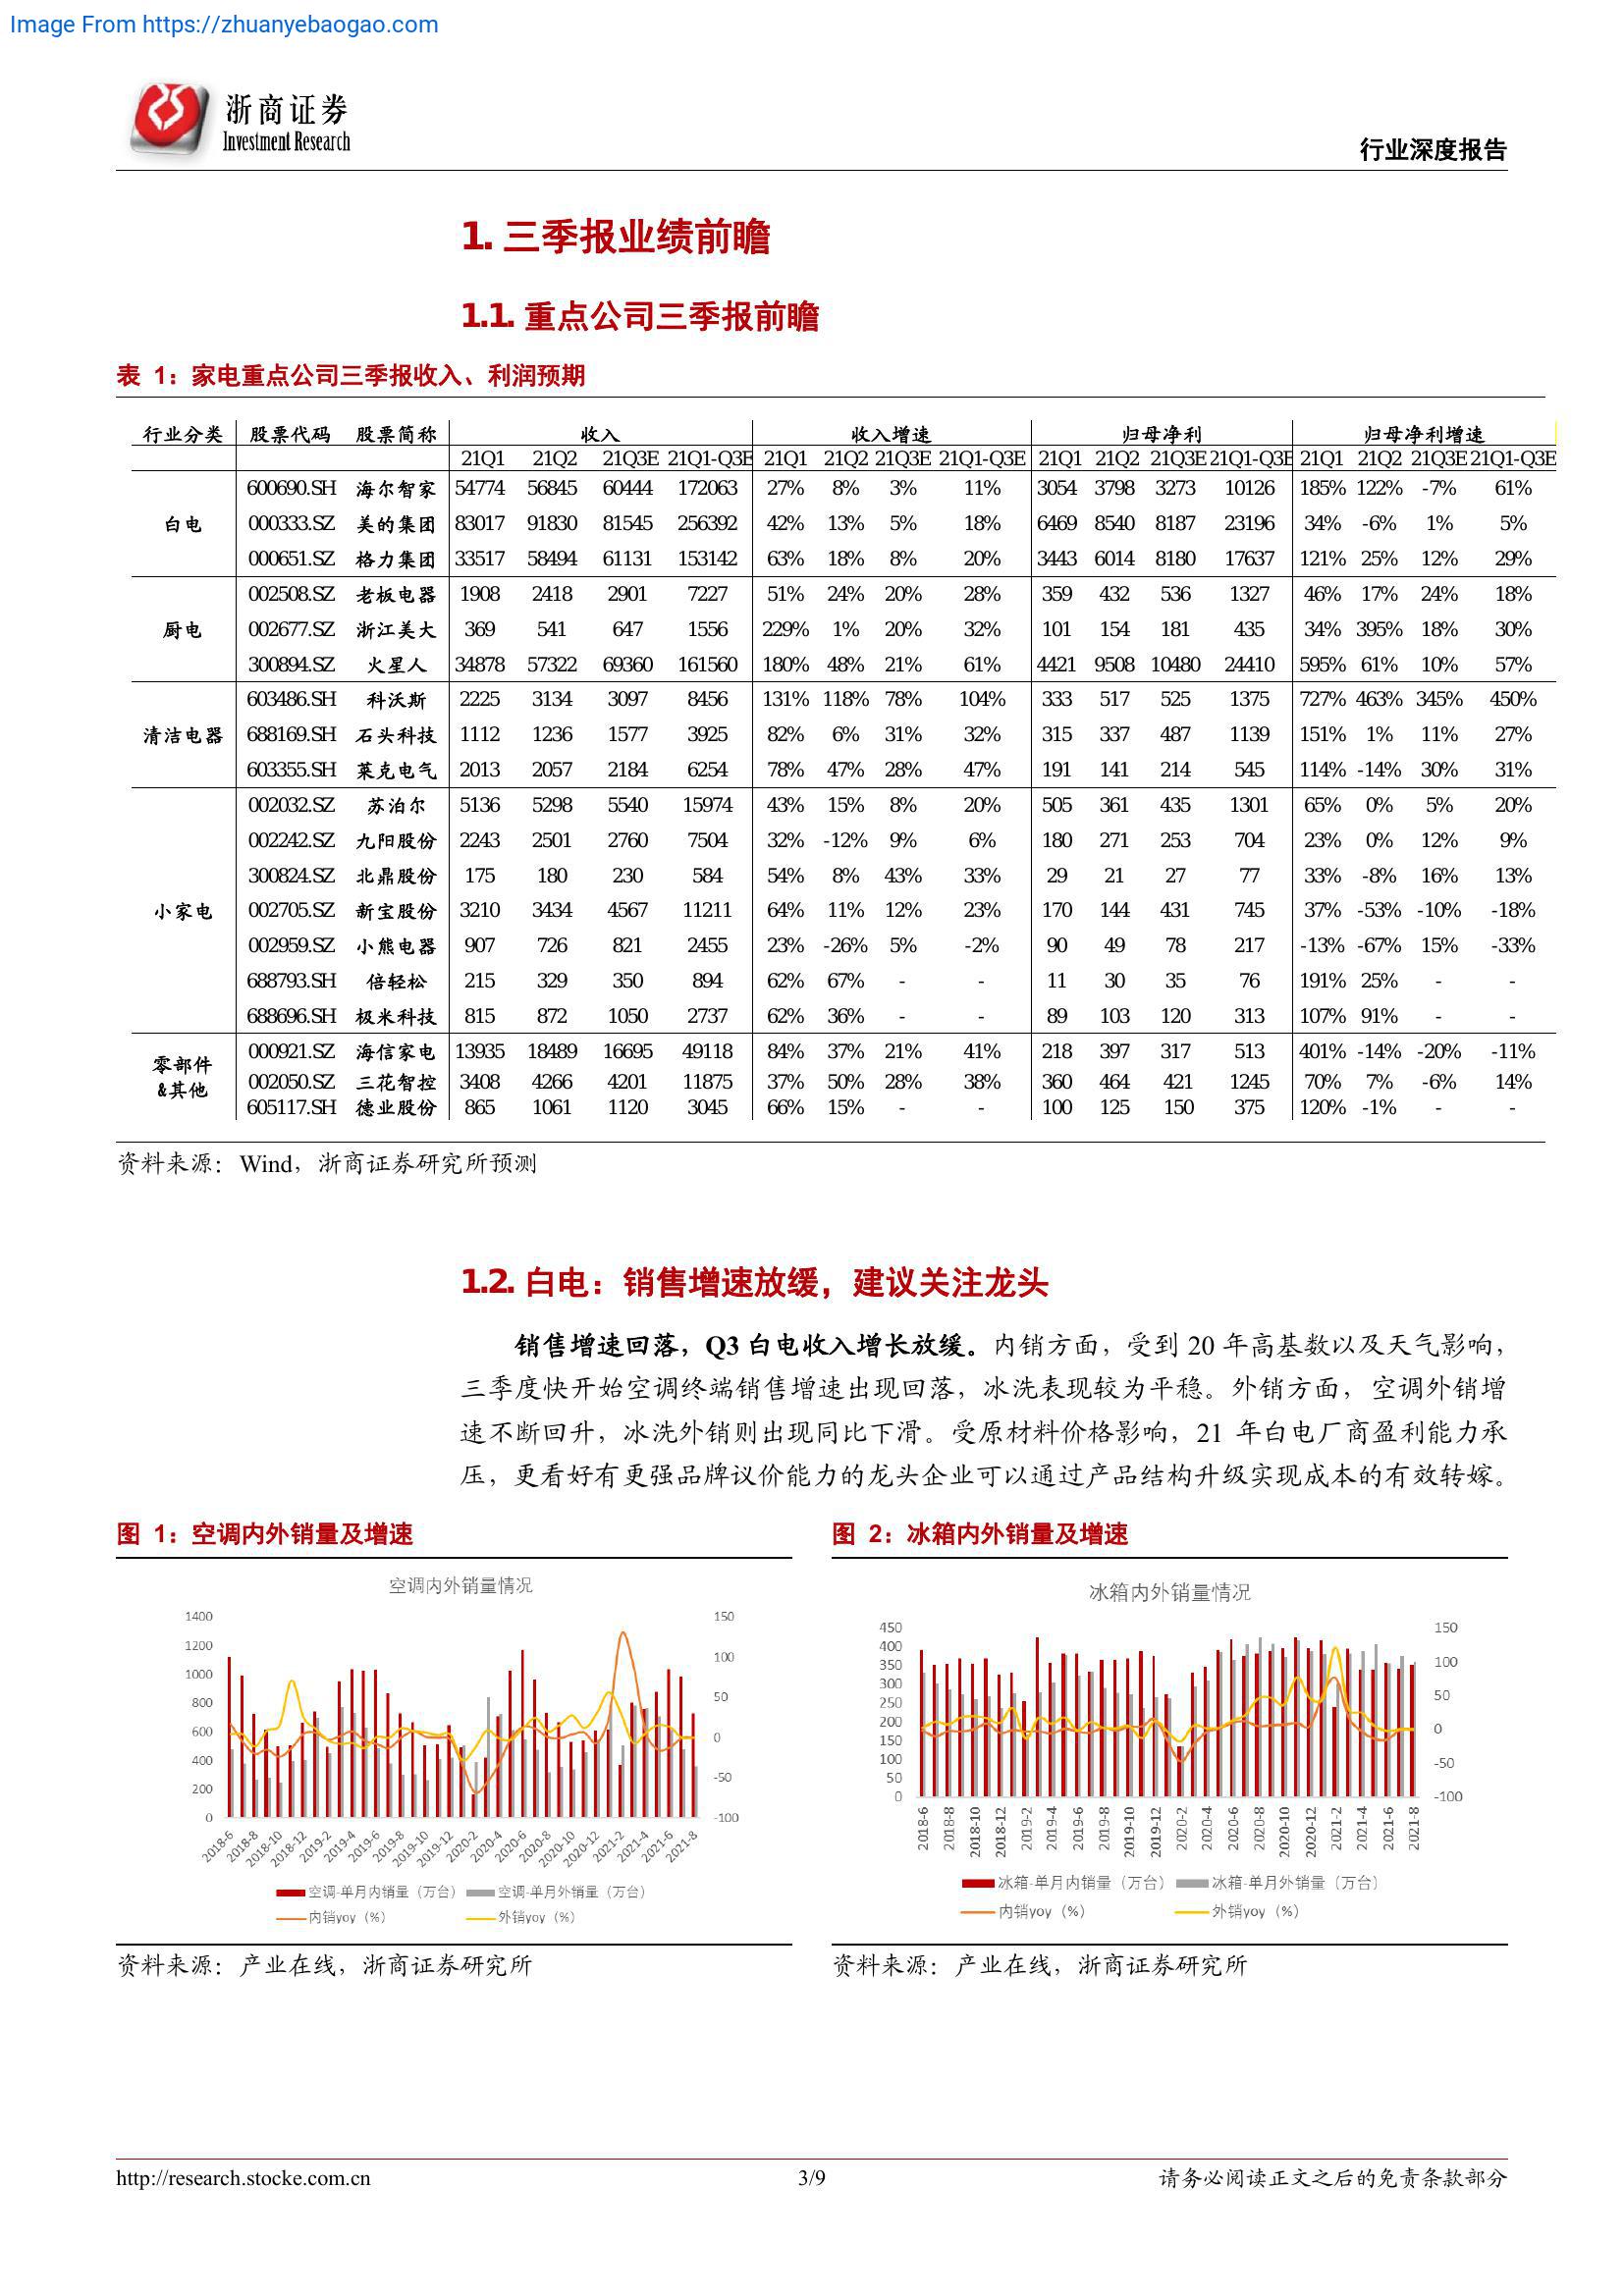 Image From https://zhuanyebaogao.com
浙商证券
Investment Research
行业深度报告
1. 三季报业绩前瞻
1.1. 重点公司三季报前瞻
表 1：家电重点公司三季报收入、利润预期
行业分类 股票代码 股票简称 收入 收入增速 归母净利 归母净利增速
21Q1 21Q2 21Q3E 21Q1-Q3E 21Q1 21Q2 21Q3E 21Q1-Q3E 21Q1 21Q2 21Q3E 21Q1-Q3E 21Q1 21Q2 21Q3E 21Q1-Q3E
600690.SH 海尔智家 54774 56845 60444 172063 27% 8% 3% 11% 3054 3798 3273 10126 185% 122% -7% 61%
白电 000333.SZ 美的集团 83017 91830 81545 256392 42% 13% 5% 18% 6469 8540 8187 23196 34% -6% 1% 5%
000651.SZ 格力集团 33517 58494 61131 153142 63% 18% 8% 20% 3443 6014 8180 17637 121% 25% 12% 29%
002508.SZ 老板电器 1908 2418 2901 7227 51% 24% 20% 28% 359 432 536 1327 46% 17% 24% 18%
厨电 002677.SZ 浙江美大 369 541 647 1556 229% 1% 20% 32% 101 154 181 435 34% 395% 18% 30%
300894.SZ 火星人 34878 57322 69360 161560 180% 48% 21% 61% 4421 9508 10480 24410 595% 61% 10% 57%
603486.SH 科沃斯 2225 3134 3097 8456 131% 118% 78% 104% 333 517 525 1375 727% 463% 345% 450%
清洁电器 688169.SH 石头科技 1112 1236 1577 3925 82% 6% 31% 32% 315 337 487 1139 151% 1% 11% 27%
603355.SH 莱克电气 2013 2057 2184 6254 78% 47% 28% 47% 191 141 214 545 114% -14% 30% 31%
002032.SZ 苏泊尔 5136 5298 5540 15974 43% 15% 8% 20% 505 361 435 1301 65% 0% 5% 20%
002242.SZ 九阳股份 2243 2501 2760 7504 32% -12% 9% 6% 180 271 253 704 23% 0% 12% 9%
300824.SZ 北鼎股份 175 180 230 584 54% 8% 43% 33% 29 21 27 77 33% -8% 16% 13%
小家电 002705.SZ 新宝股份 3210 3434 4567 11211 64% 11% 12% 23% 170 144 431 745 37% -53% -10% -18%
002959.SZ 小熊电器 907 726 821 2455 23% -26% 5% -2% 90 49 78 217 -13% -67% 15% -33%
688793.SH 倍轻松 215 329 350 894 62% 67% - - 11 30 35 76 191% 25% - -
688696.SH 极米科技 815 872 1050 2737 62% 36% - - 89 103 120 313 107% 91% - -
零部件 000921.SZ 海信家电 13935 18489 16695 49118 84% 37% 21% 41% 218 397 317 513 401% -14% -20% -11%
&其他 002050.SZ 三花智控 3408 4266 4201 11875 37% 50% 28% 38% 360 464 421 1245 70% 7% -6% 14%
605117.SH 德业股份 865 1061 1120 3045 66% 15% - - 100 125 150 375 120% -1% - -
资料来源：Wind，浙商证券研究所预测
1.2. 白电：销售增速放缓，建议关注龙头
销售增速回落，Q3 白电收入增长放缓。内销方面，受到 20 年高基数以及天气影响，
三季度快开始空调终端销售增速出现回落，冰洗表现较为平稳。外销方面，空调外销增
速不断回升，冰洗外销则出现同比下滑。受原材料价格影响，21 年白电厂商盈利能力承
压，更看好有更强品牌议价能力的龙头企业可以通过产品结构升级实现成本的有效转嫁。
图 1：空调内外销量及增速
空调内外销量情况
1400 150
1200
1000 100
800 50
600 0
400
200 -50
0 -100
2018-6 2018-8 2018-10 2018-12 2019-2 2019-4 2019-6 2019-8 2019-10 2019-12 2020-2 2020-4 2020-6 2020-8 2020-10 2020-12 2021-2 2021-4 2021-6 2021-8
空调-单月内销量（万台） 空调-单月外销量（万台）
内销yoy（%） 外销yoy（%）
资料来源：产业在线，浙商证券研究所
图 2：冰箱内外销量及增速
冰箱内外销量情况
450 150
400
350 100
300
250 50
200 0
150
100 -50
50
0 -100
2018-6 2018-8 2018-10 2018-12 2019-2 2019-4 2019-6 2019-8 2019-10 2019-12 2020-2 2020-4 2020-6 2020-8 2020-10 2020-12 2021-2 2021-4 2021-6 2021-8
冰箱-单月内销量（万台） 冰箱-单月外销量（万台）
内销yoy（%） 外销yoy（%）
资料来源：产业在线，浙商证券研究所
http://research.stocke.com.cn 3/9 请务必阅读正文之后的免责条款部分